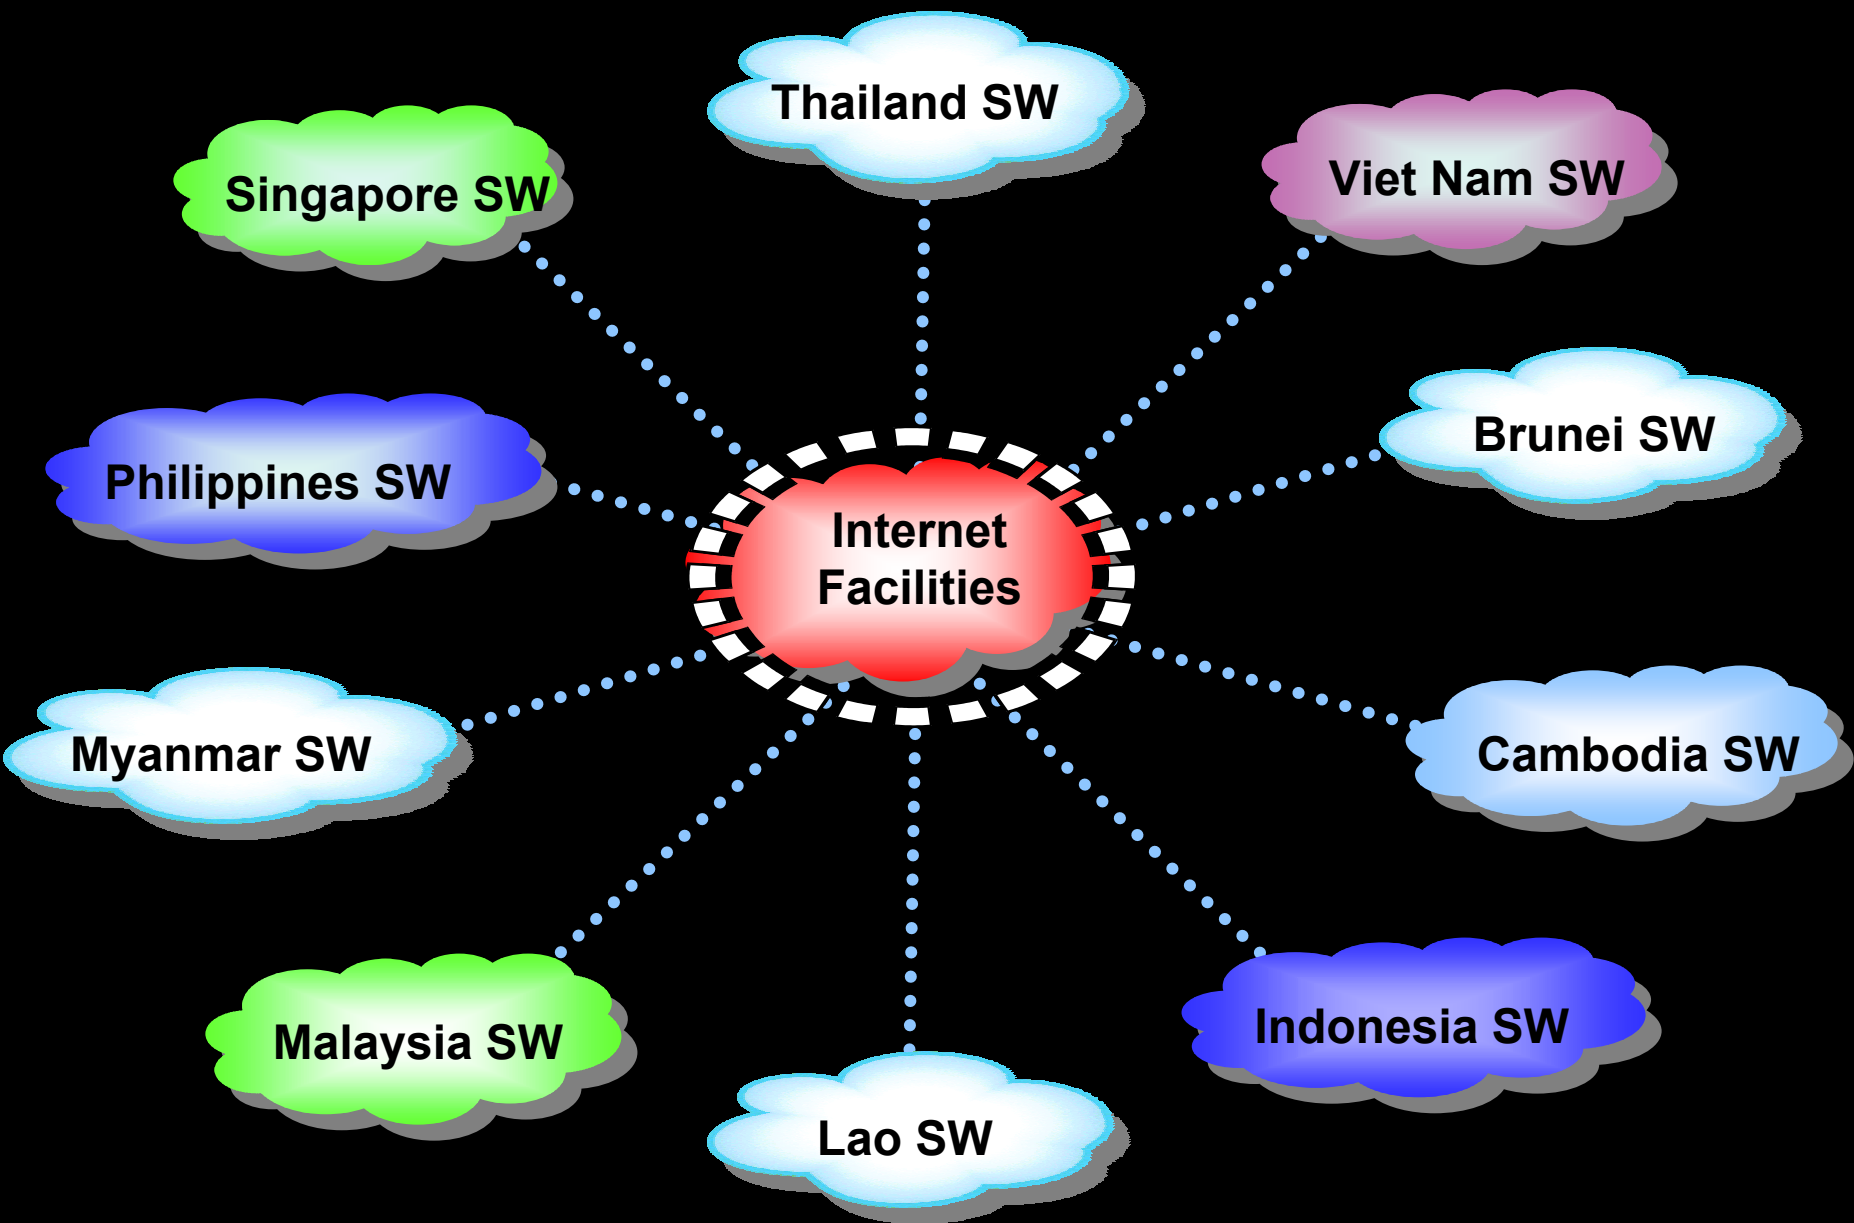 Thailand SW
Singapore SW
Viet Nam SW
Brunei SW
Philippines SW
Internet
Facilities
Myanmar SW
Cambodia SW
Malaysia SW
Indonesia SW
Lao SW